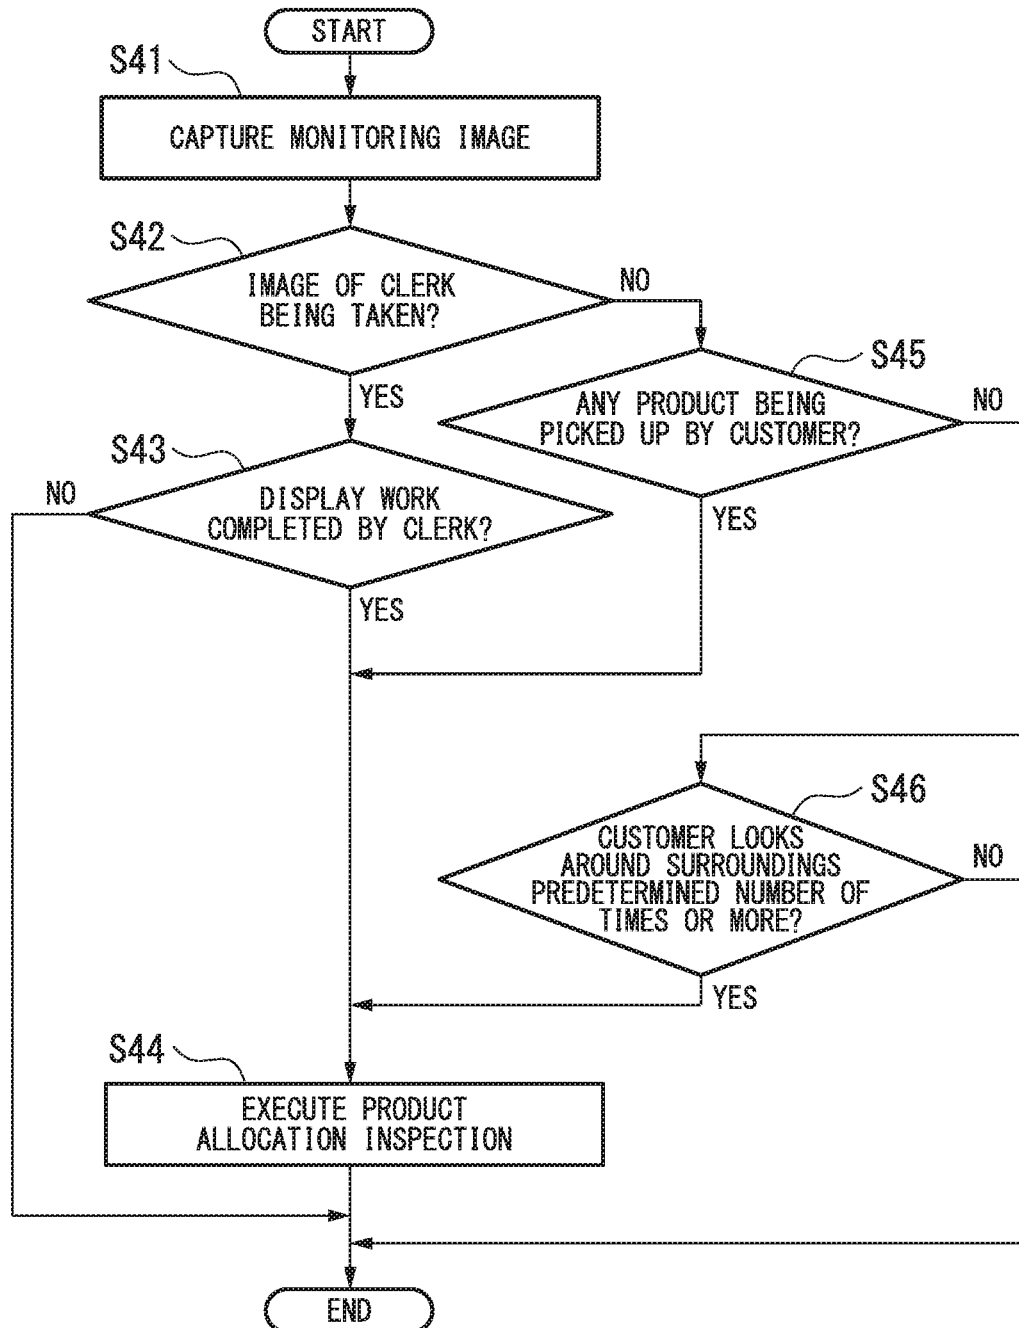 START
S41
CAPTURE MONITORING IMAGE
S42
IMAGE OF CLERK
BEING TAKEN?
NO
YES
S45
ANY PRODUCT BEING
PICKED UP BY CUSTOMER?
NO
YES
S43
NO
DISPLAY WORK
COMPLETED BY CLERK?
YES
S46
CUSTOMER LOOKS
AROUND SURROUNDINGS
PREDETERMINED NUMBER OF
TIMES OR MORE?
NO
YES
S44
EXECUTE PRODUCT
ALLOCATION INSPECTION
END